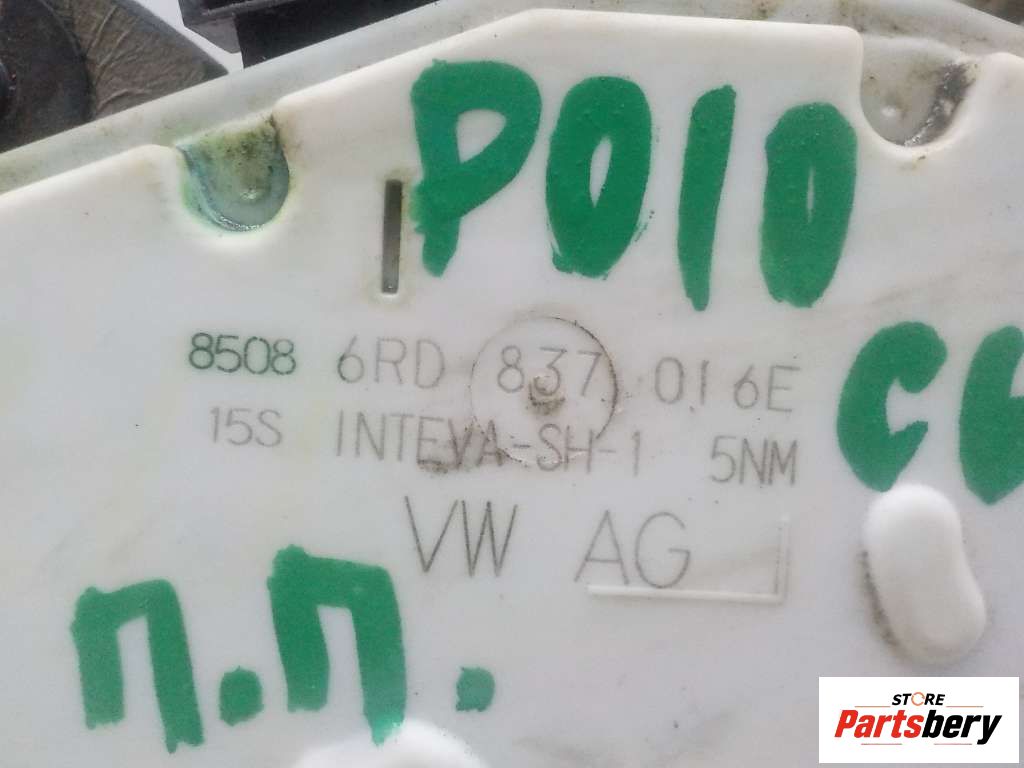 POlO
8508 6RD 837 016E
15S INTEVA-SH-1 5NM
VW AG
П.П.
STORE
Partsbery